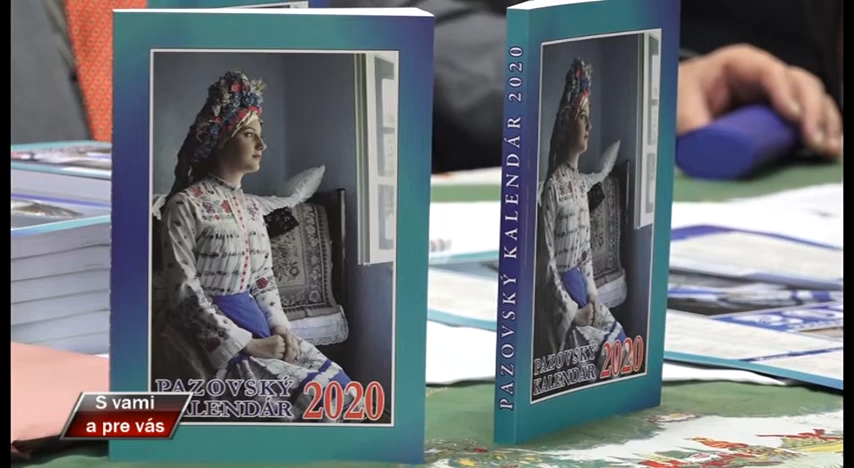 PAZOVSKÝ
KALENDÁR 2020
PAZOVSKÝ KALENDÁR 2020
PAZOVSKÝ
KALENDÁR 2020
S vami
a pre vás